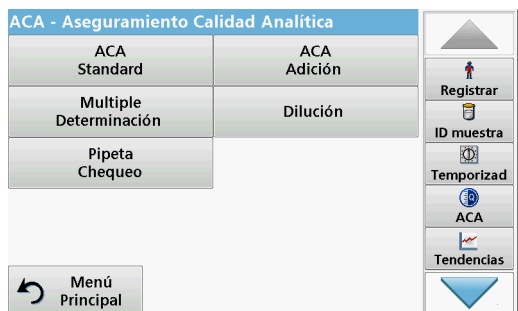 ACA - Aseguramiento Calidad Analítica
ACA
Standard
ACA
Adición
Multiple
Determinación
Dilución
Pipeta
Chequeo
Menú
Principal
Registrar
ID muestra
Temporizad
ACA
Tendencias